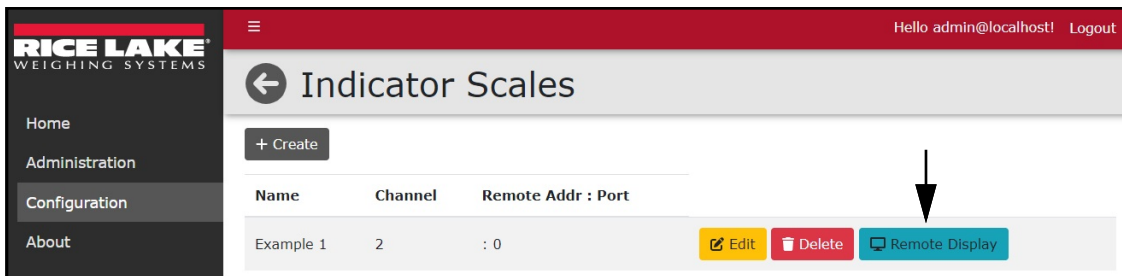 RICE LAKE®
WEIGHING SYSTEMS
Hello admin@localhost! Logout
Indicator Scales
Home
Administration
Configuration
About
+ Create
Name Channel Remote Addr : Port
Example 1 2 : 0 Edit Delete Remote Display